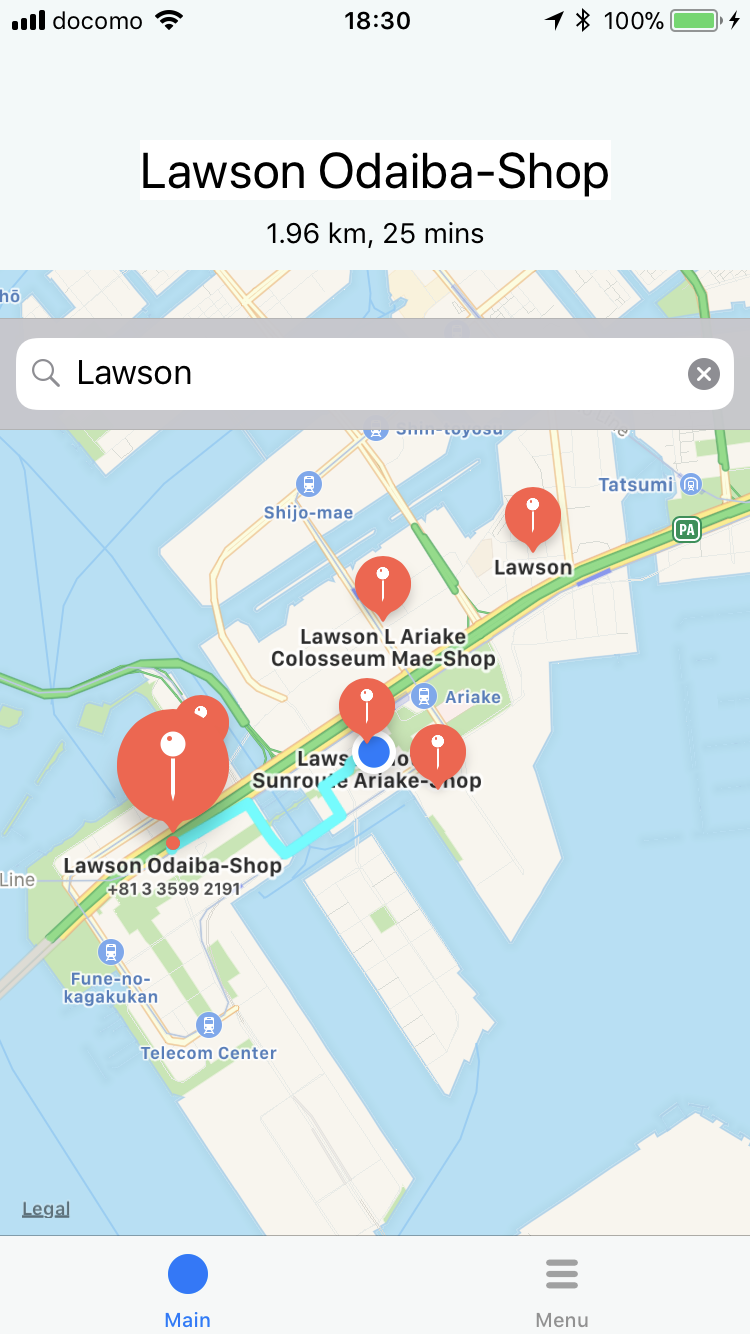 docomo 18:30 100%
Lawson Odaiba-Shop
1.96 km, 25 mins
hō
Lawson
Shin-toyosu
Tatsumi
Shijo-mae
PA
Lawson
Lawson L Ariake
Colosseum Mae-Shop
Ariake
Laws
Sunroute Ariake-Shop
Lawson Odaiba-Shop
+81 3 3599 2191
Line
Fune-no-
kagakukan
Telecom Center
Legal
Main
Menu